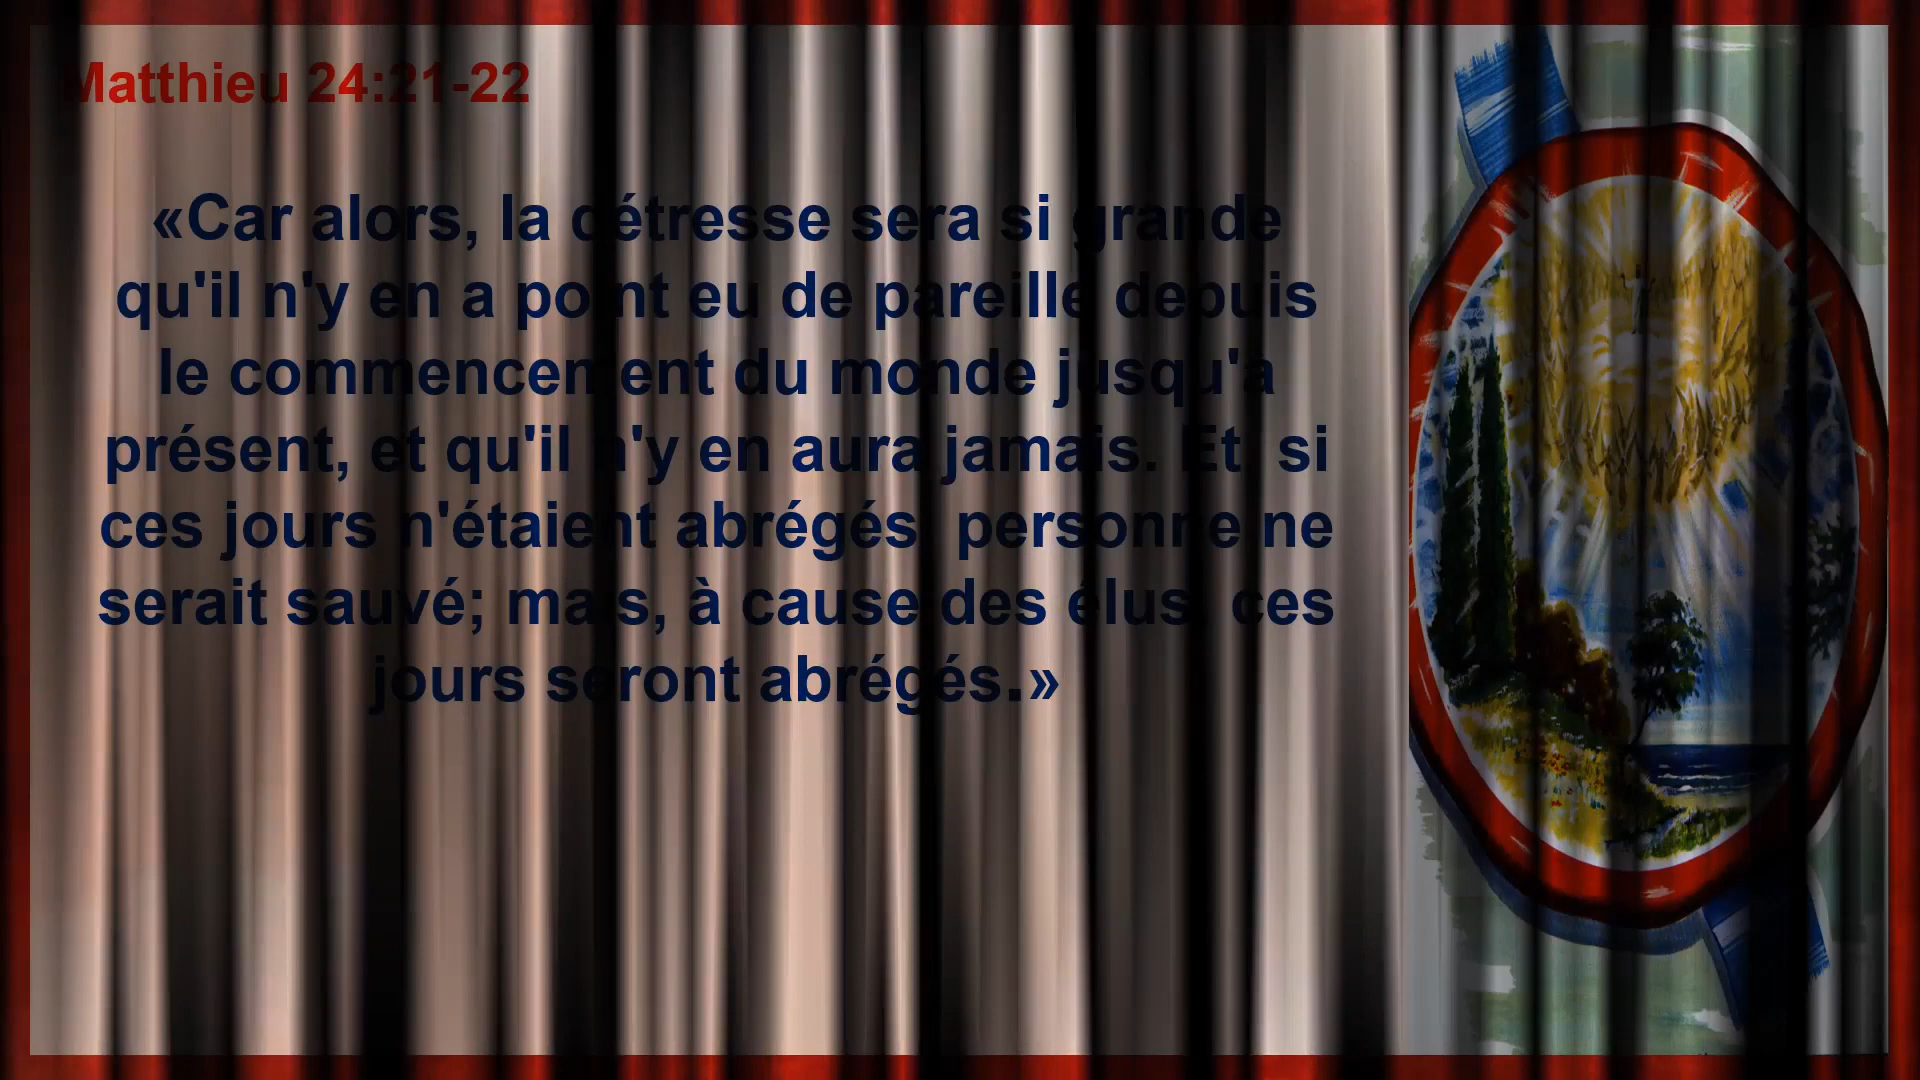 Matthieu 24:21-22
«Car alors, la détresse sera si grande
qu'il n'y en a point eu de pareille depuis
le commencement du monde jusqu'a
présent, et qu'il n'y en aura jamais. Et, si
ces jours n'étaient abrégés, personne ne
serait sauvé; mais, à cause des élus, ces
jours seront abrégés.»